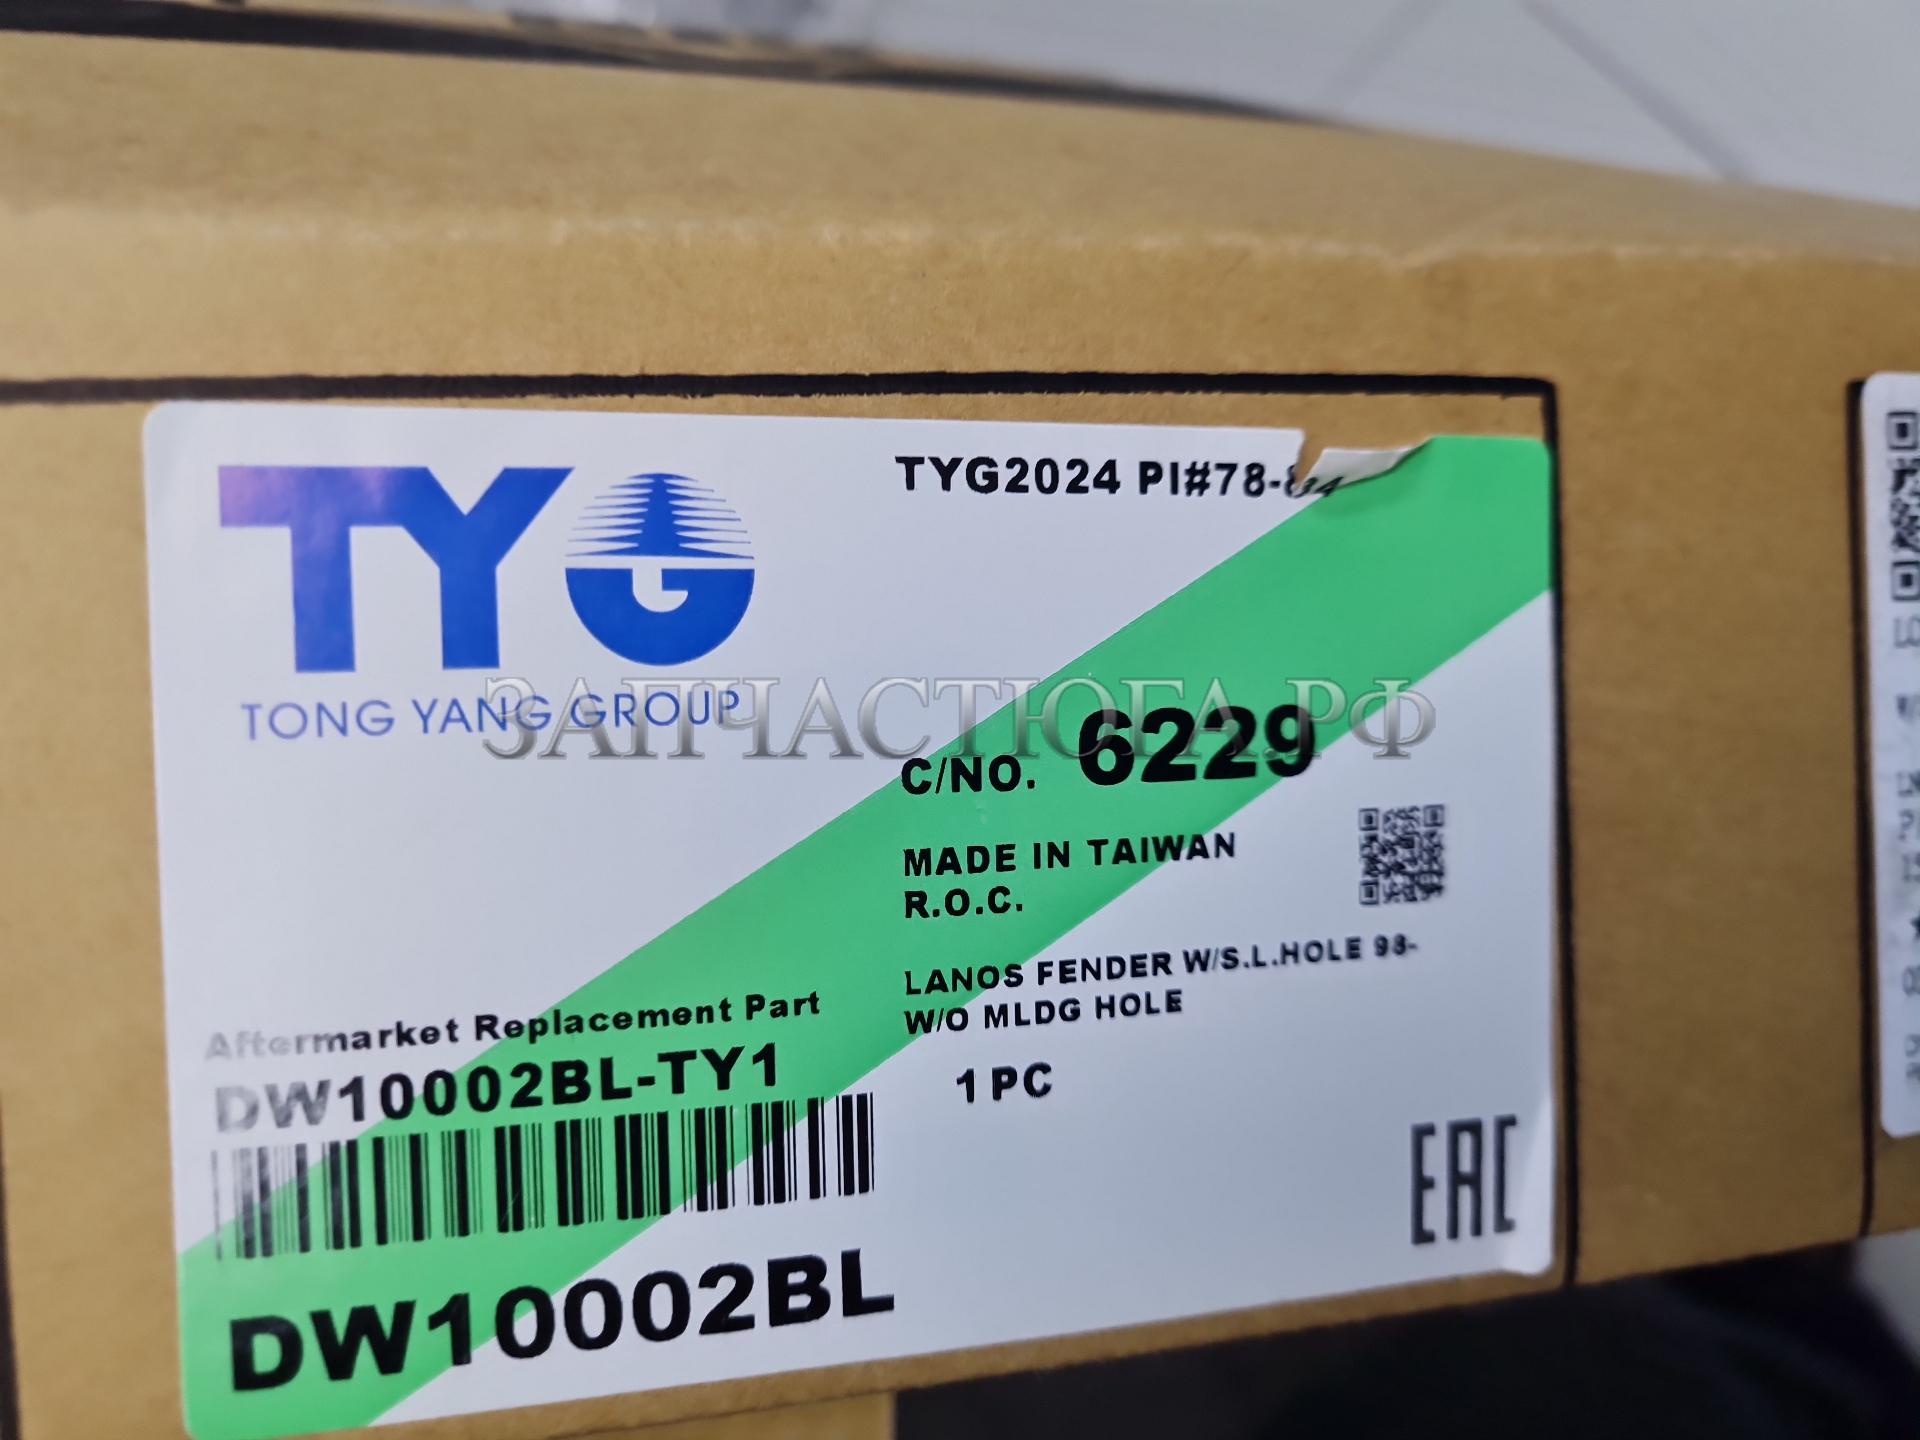 TYG
TONG YANG GROUP
TYG2024 PI#78-
ЗАПЧАСТЮГА.РФ
C/NO. 6229
MADE IN TAIWAN
R.O.C.
LANOS FENDER W/S.L.HOLE 98-
W/O MLDG HOLE
1 PC
Aftermarket Replacement Part
DW10002BL-TY1
DW10002BL
EAC